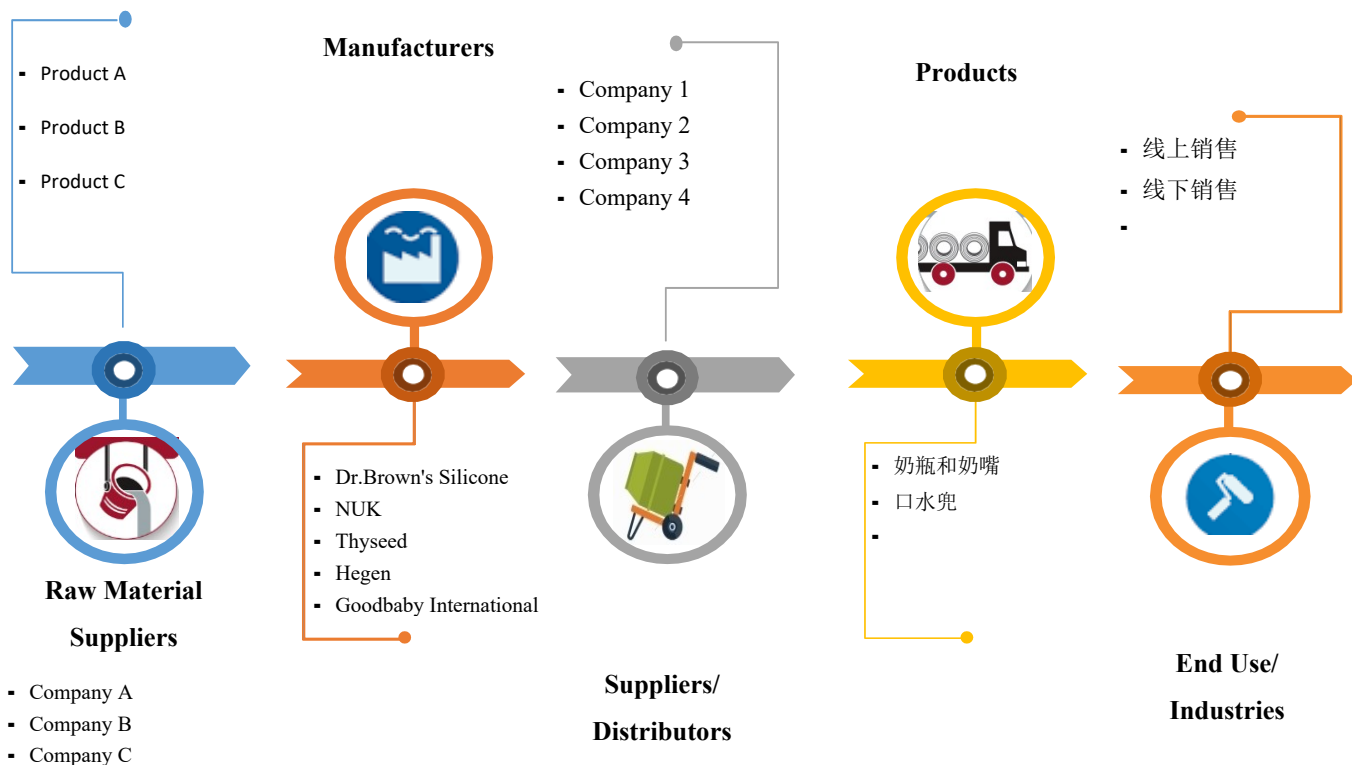 Product A
Product B
Product C
Raw Material
Suppliers
Company A
Company B
Company C
Manufacturers
Dr.Brown's Silicone
NUK
Thyseed
Hegen
Goodbaby International
Company 1
Company 2
Company 3
Company 4
Suppliers/
Distributors
Products
奶瓶和奶嘴
口水兜
线上销售
线下销售
End Use/
Industries